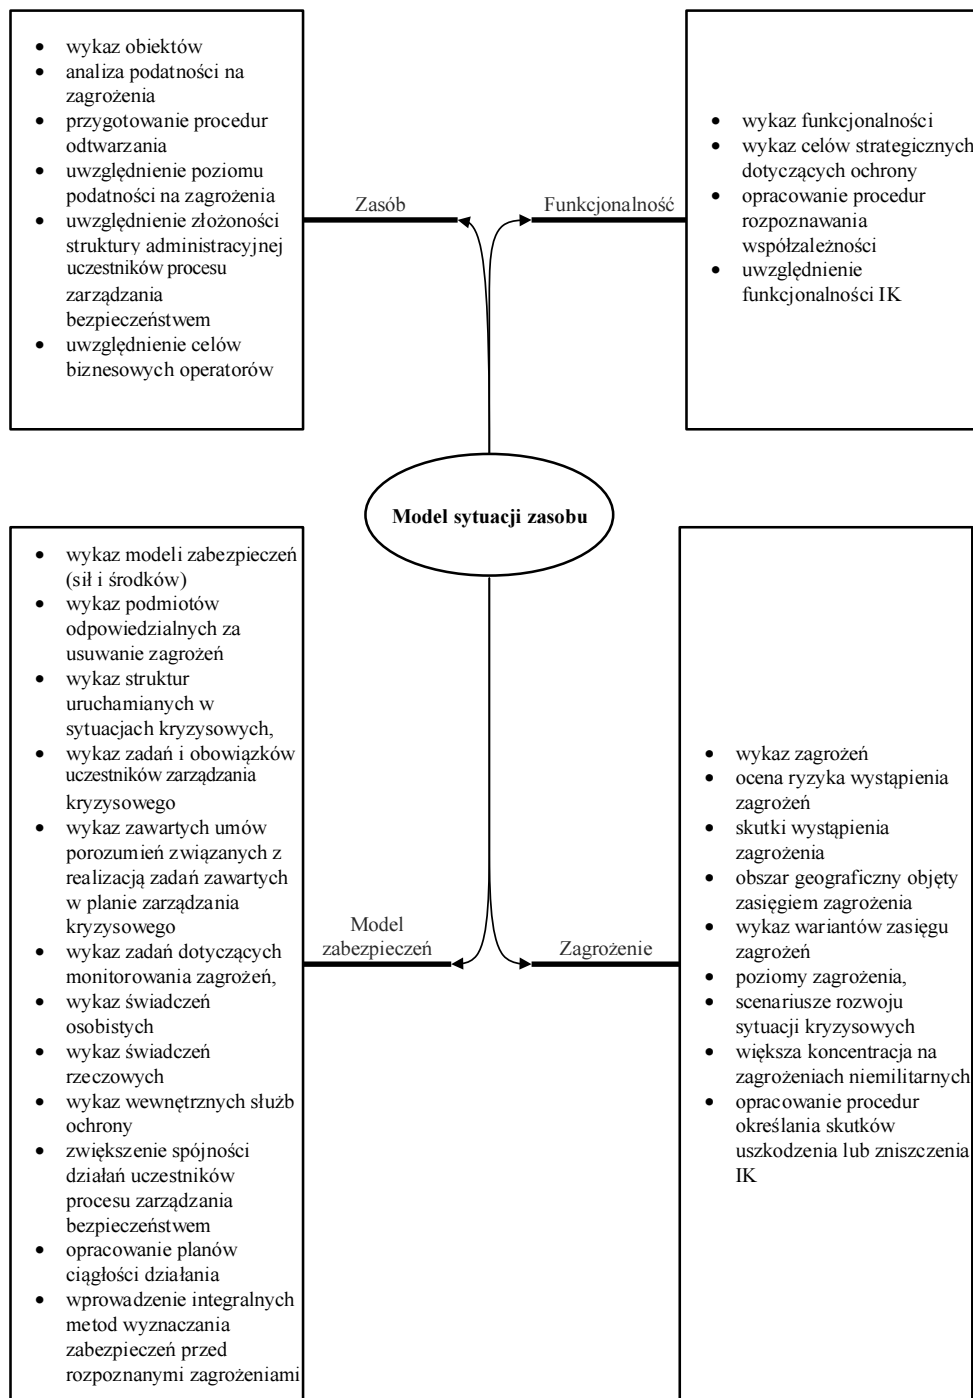 • wykaz obiektów
• analiza podatności na
zagrożenia
• przygotowanie procedur
odtwarzania
• uwzględnienie poziomu
podatności na zagrożenia
• uwzględnienie złożoności
struktury administracyjnej
uczestników procesu
zarządzania
bezpieczeństwem
• uwzględnienie celów
biznesowych operatorów
Zasób
Funkcjonalność
• wykaz funkcjonalności
• wykaz celów strategicznych
dotyczących ochrony
• opracowanie procedur
rozpoznawania
współzależności
• uwzględnienie
funkcjonalności IK
Model sytuacji zasobu
• wykaz modeli zabezpieczeń
(sił i środków)
• wykaz podmiotów
odpowiedzialnych za
usuwanie zagrożeń
• wykaz struktur
uruchamianych w
sytuacjach kryzysowych,
• wykaz zadań i obowiązków
uczestników zarządzania
kryzysowego
• wykaz zawartych umów
porozumień związanych z
realizacją zadań zawartych
w planie zarządzania
kryzysowego
• wykaz zadań dotyczących
monitorowania zagrożeń,
• wykaz świadczeń
osobistych
• wykaz świadczeń
rzeczowych
• wykaz wewnętrznych służb
ochrony
• zwiększenie spójności
działań uczestników
procesu zarządzania
bezpieczeństwem
• opracowanie planów
ciągłości działania
• wprowadzenie integralnych
metod wyznaczania
zabezpieczeń przed
rozpoznanymi zagrożeniami
Model
zabezpieczeń
Zagrożenie
• wykaz zagrożeń
• ocena ryzyka wystąpienia
zagrożeń
• skutki wystąpienia
zagrożenia
• obszar geograficzny objęty
zasięgiem zagrożenia
• wykaz wariantów zasięgu
zagrożeń
• poziomy zagrożenia,
• scenariusze rozwoju
sytuacji kryzysowych
• większa koncentracja na
zagrożeniach niemilitarnych
• opracowanie procedur
określania skutków
uszkodzenia lub zniszczenia
IK